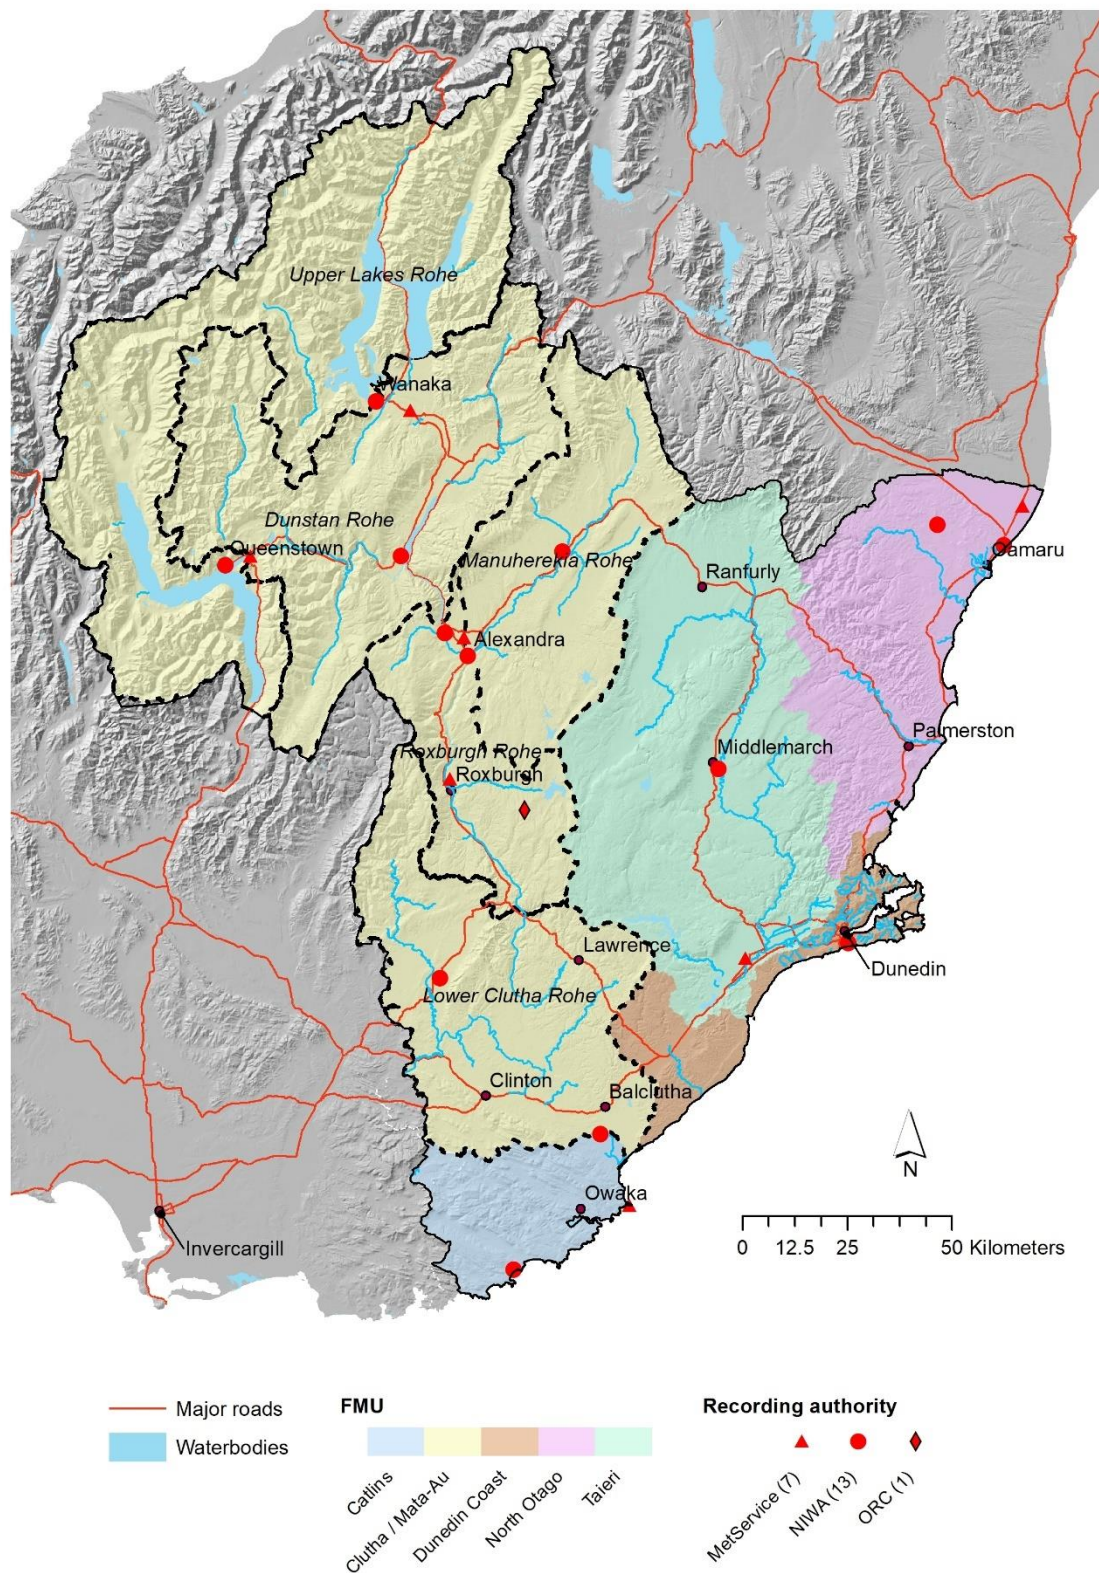 Upper Lakes Rohe
Wanaka
Dunstan Rohe
Queenstown
Manuherekia Rohe
Ranfurly
Oamaru
Alexandra
Palmerston
Roxburgh Rohe
Middlemarch
Roxburgh
Lawrence
Dunedin
Lower Clutha Rohe
Clinton
Balclutha
N
Owaka
Invercargill
0 12.5 25 50 Kilometers
Major roads
Waterbodies
FMU
Catlins
Clutha / Mata-Au
Dunedin Coast
North Otago
Taieri
Recording authority
MetService (7)
NIWA (13)
ORC (1)